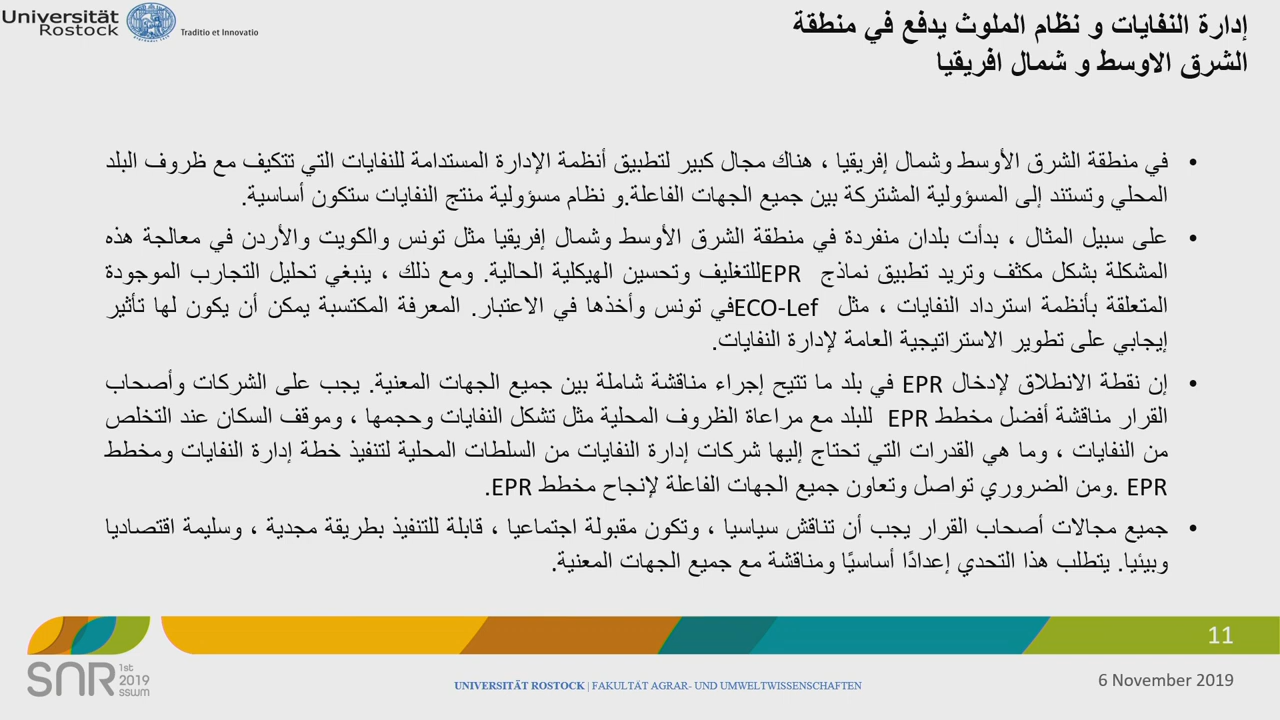 Universität
Rostock
Traditio et Innovatio
إدارة النفايات و نظام الملوث يدفع في منطقة
الشرق الاوسط و شمال افريقيا
• في منطقة الشرق الأوسط وشمال إفريقيا ، هناك مجال كبير لتطبيق أنظمة الإدارة المستدامة للنفايات التي تتكيف مع ظروف البلد
المحلي وتستند إلى المسؤولية المشتركة بين جميع الجهات الفاعلة.و نظام مسؤولية منتج النفايات ستكون أساسية.
• على سبيل المثال ، بدأت بلدان منفردة في منطقة الشرق الأوسط وشمال إفريقيا مثل تونس والكويت والأردن في معالجة هذه
المشكلة بشكل مكثف وتريد تطبيق نماذج EPRللتغليف وتحسين الهيكلية الحالية. ومع ذلك ، ينبغي تحليل التجارب الموجودة
المتعلقة بأنظمة استرداد النفايات ، مثل ECO-Lefفي تونس وأخذها في الاعتبار. المعرفة المكتسبة يمكن أن يكون لها تأثير
إيجابي على تطوير الاستراتيجية العامة لإدارة النفايات.
• إن نقطة الانطلاق لإدخال EPR في بلد ما تتيح إجراء مناقشة شاملة بين جميع الجهات المعنية. يجب على الشركات وأصحاب
القرار مناقشة أفضل مخطط EPR للبلد مع مراعاة الظروف المحلية مثل تشكل النفايات وحجمها ، وموقف السكان عند التخلص
من النفايات ، وما هي القدرات التي تحتاج إليها شركات إدارة النفايات من السلطات المحلية لتنفيذ خطة إدارة النفايات ومخطط
EPR .ومن الضروري تواصل وتعاون جميع الجهات الفاعلة لإنجاح مخطط EPR.
• جميع مجالات أصحاب القرار يجب أن تناقش سياسيا ، وتكون مقبولة اجتماعيا ، قابلة للتنفيذ بطريقة مجدية ، وسليمة اقتصاديا
وبيئيا. يتطلب هذا التحدي إعدادًا أساسيًا ومناقشة مع جميع الجهات المعنية.
11
SNR 1st
2019
sswm
UNIVERSITÄT ROSTOCK | FAKULTÄT AGRAR- UND UMWELTWISSENSCHAFTEN
6 November 2019